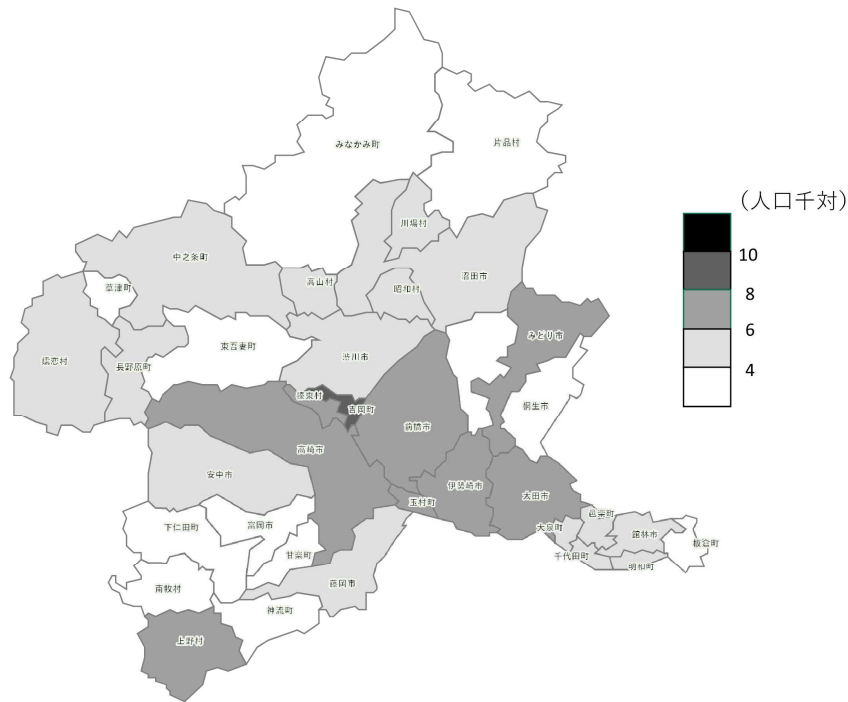 （人口千対）
10
8
6
4
みなかみ町
片品村
川場村
中之条町
沼田市
高山村
昭和村
草津町
みどり市
東吾妻町
渋川市
嬬恋村
長野原町
榛東村
吉岡町
桐生市
前橋市
高崎市
安中市
伊勢崎市
太田市
玉村町
邑楽町
下仁田町
富岡市
大泉町
館林市
板倉町
甘楽町
千代田町
明和町
藤岡市
南牧村
神流町
上野村